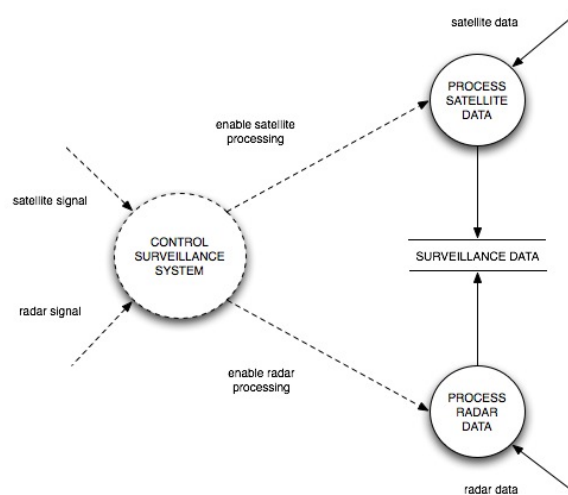 satellite data
PROCESS
SATELLITE
DATA
enable satellite
processing
satellite signal
CONTROL
SURVEILLANCE
SYSTEM
SURVEILLANCE DATA
radar signal
enable radar
processing
PROCESS
RADAR
DATA
radar data